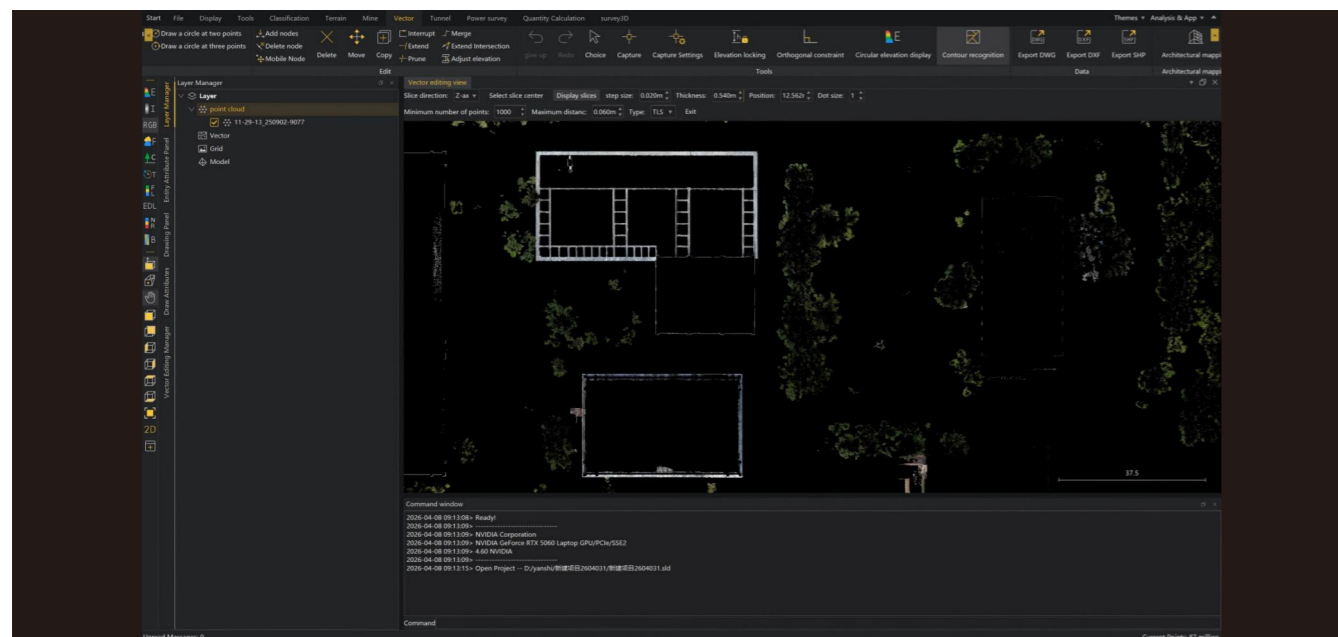 Start File Display Tools Classification Terrain Mine Vector Tunnel Power survey Quantity Calculation survey3D Themes Analysis & App
Draw a circle at two points Add nodes Interrupt Merge
Draw a circle at three points Delete node Extend Extend Intersection
Mobile Node Prune Adjust elevation
Delete Move Copy give up Redo Choice Capture Capture Settings Elevation locking Orthogonal constraint Circular elevation display Contour recognition Export DWG Export DXF Export SHP Architectural mappi
Edit Tools Data Architectural mappi
Layer Manager
Layer
point cloud
11-29-13_250902-9077
Vector
Grid
Model
Layer Manager
Entity Attribute Panel
Drawing Panel
Draw Attributes
Vector Editing Manager
E
I
RGB
F
C
T
EDL
B
2D
Vector editing view
Slice direction: Z-ax Select slice center Display slices step size: 0.020m Thickness: 0.540m Position: 12.562 Dot size: 1
Minimum number of points: 1000 Maximum distanc: 0.060m Type: TLS Exit
37.5
Command window
2026-04-08 09:13:08> Ready!
2026-04-08 09:13:09> --------------------------------
2026-04-08 09:13:09> NVIDIA Corporation
2026-04-08 09:13:09> NVIDIA GeForce RTX 5060 Laptop GPU/PCIe/SSE2
2026-04-08 09:13:09> 4.60 NVIDIA
2026-04-08 09:13:09> --------------------------------
2026-04-08 09:13:15> Open Project -- D:/yanshi/新建项目2604031/新建项目2604031.sld
Command